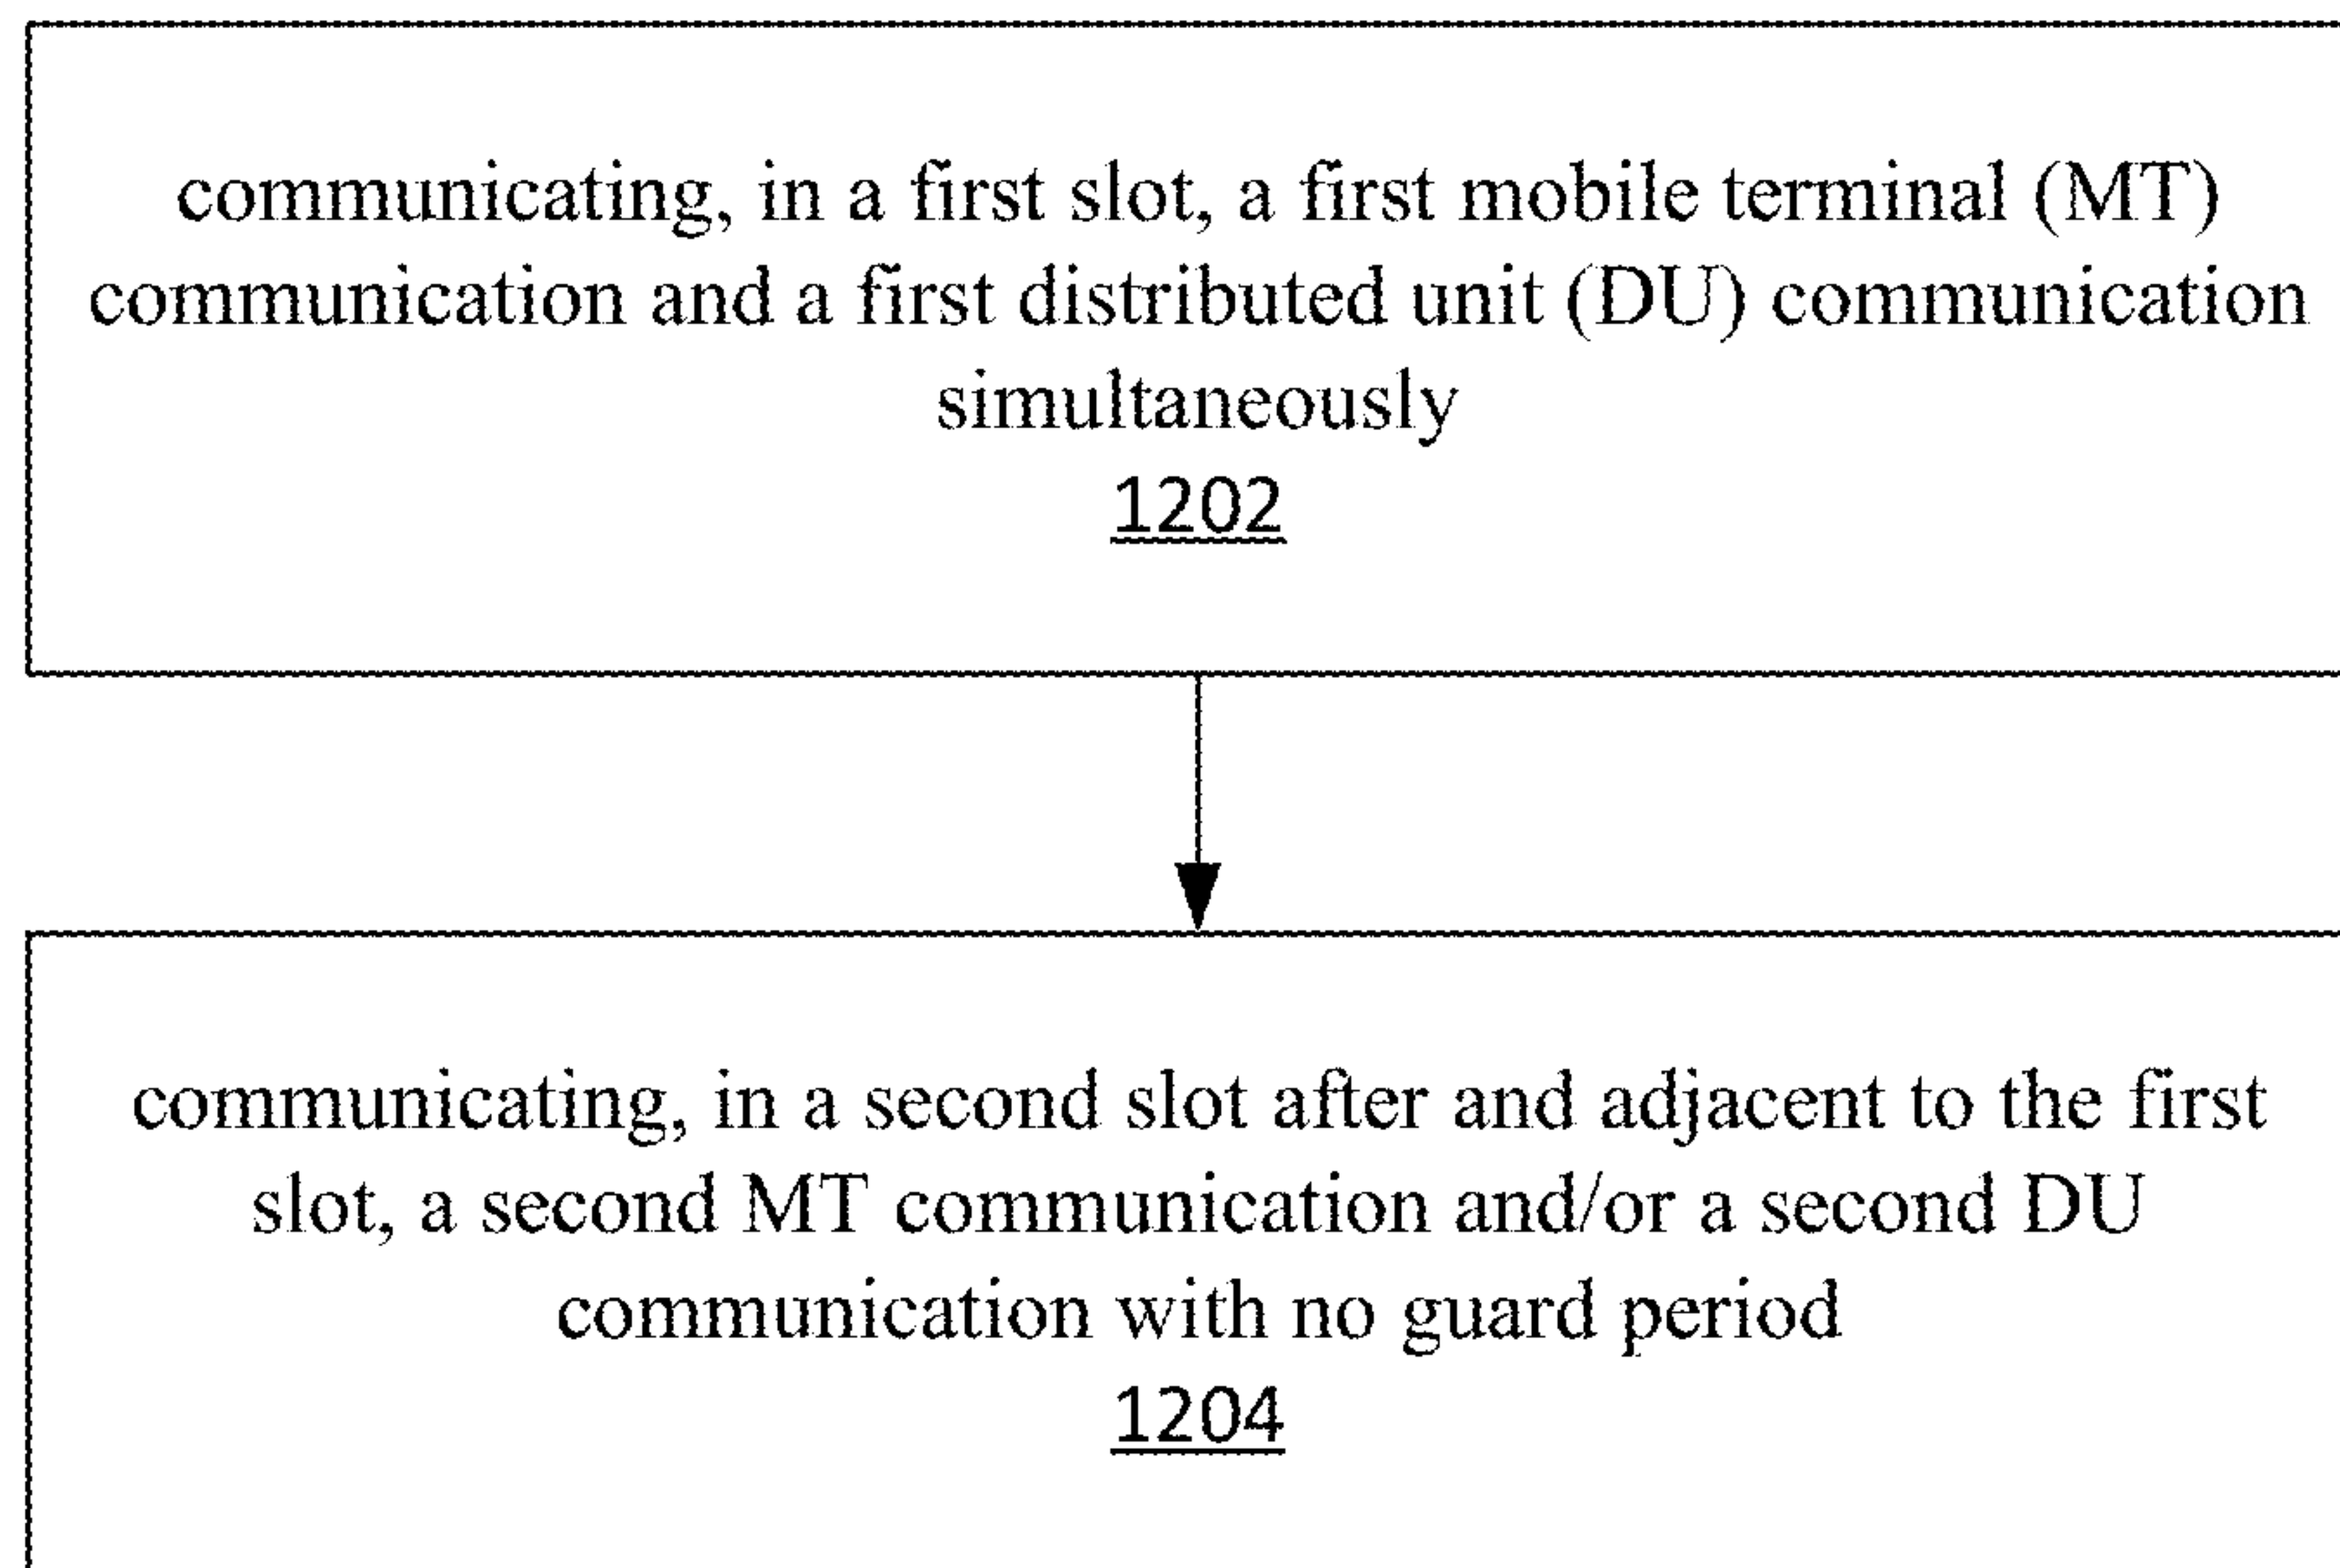 communicating, in a first slot, a first mobile terminal (MT)
communication and a first distributed unit (DU) communication
simultaneously
1202
communicating, in a second slot after and adjacent to the first
slot, a second MT communication and/or a second DU
communication with no guard period
1204